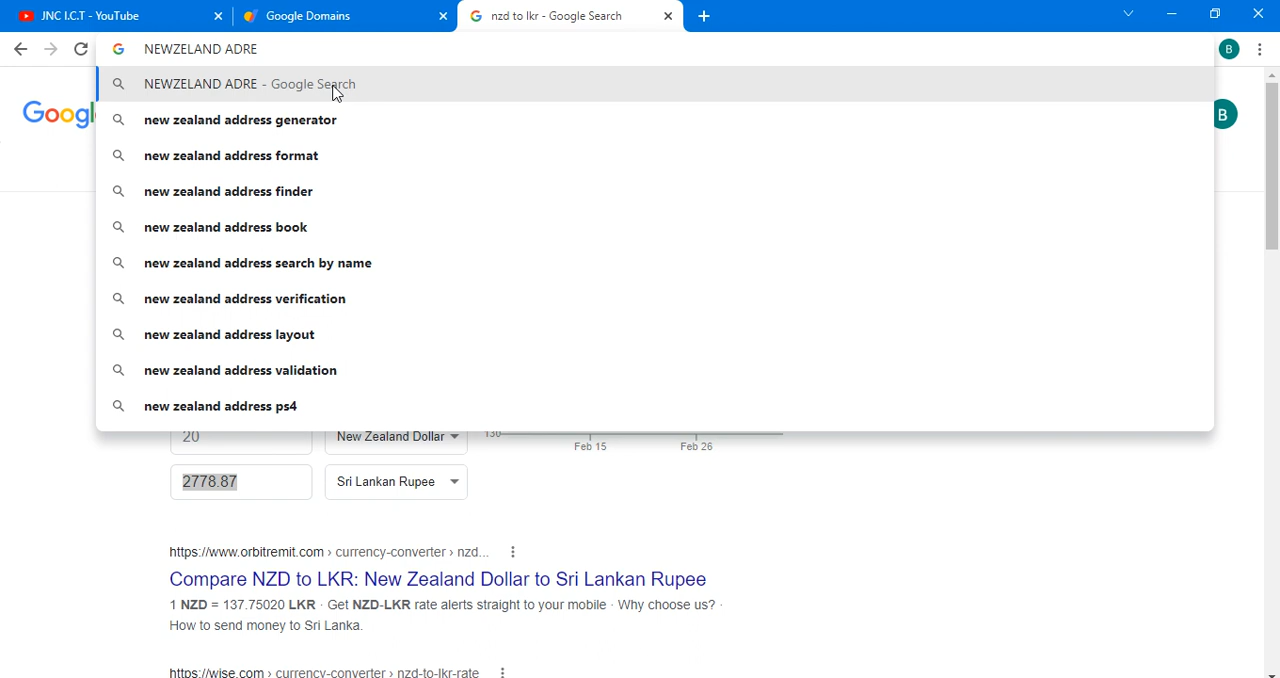 JNC I.C.T - YouTube
Google Domains
nzd to lkr - Google Search
NEWZELAND ADRE
B
NEWZELAND ADRE - Google Search
new zealand address generator
B
new zealand address format
new zealand address finder
new zealand address book
new zealand address search by name
new zealand address verification
new zealand address layout
new zealand address validation
new zealand address ps4
20
New Zealand Dollar
130
Feb 15
Feb 26
2778.87
Sri Lankan Rupee
https://www.orbitremit.com › currency-converter › nzd...
Compare NZD to LKR: New Zealand Dollar to Sri Lankan Rupee
1 NZD = 137.75020 LKR · Get NZD-LKR rate alerts straight to your mobile · Why choose us? ·
How to send money to Sri Lanka.
https://wise.com › currency-converter › nzd-to-lkr-rate